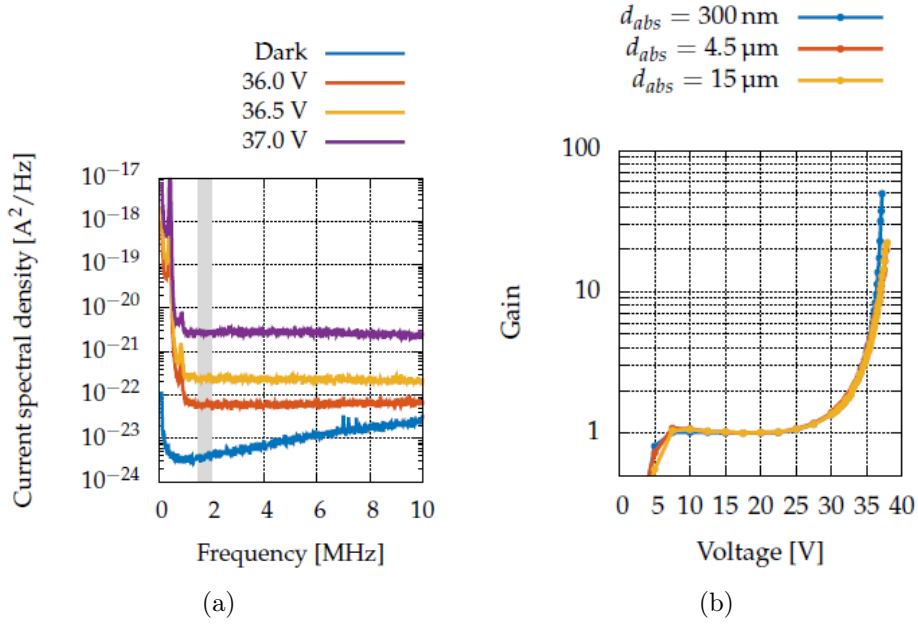 Dark
36.0 V
36.5 V
37.0 V
Current spectral density [A²/Hz]
10⁻¹⁷
10⁻¹⁸
10⁻¹⁹
10⁻²⁰
10⁻²¹
10⁻²²
10⁻²³
10⁻²⁴
0 2 4 6 8 10
Frequency [MHz]
(a)
d_abs = 300 nm
d_abs = 4.5 µm
d_abs = 15 µm
Gain
100
10
1
0 5 10 15 20 25 30 35 40
Voltage [V]
(b)